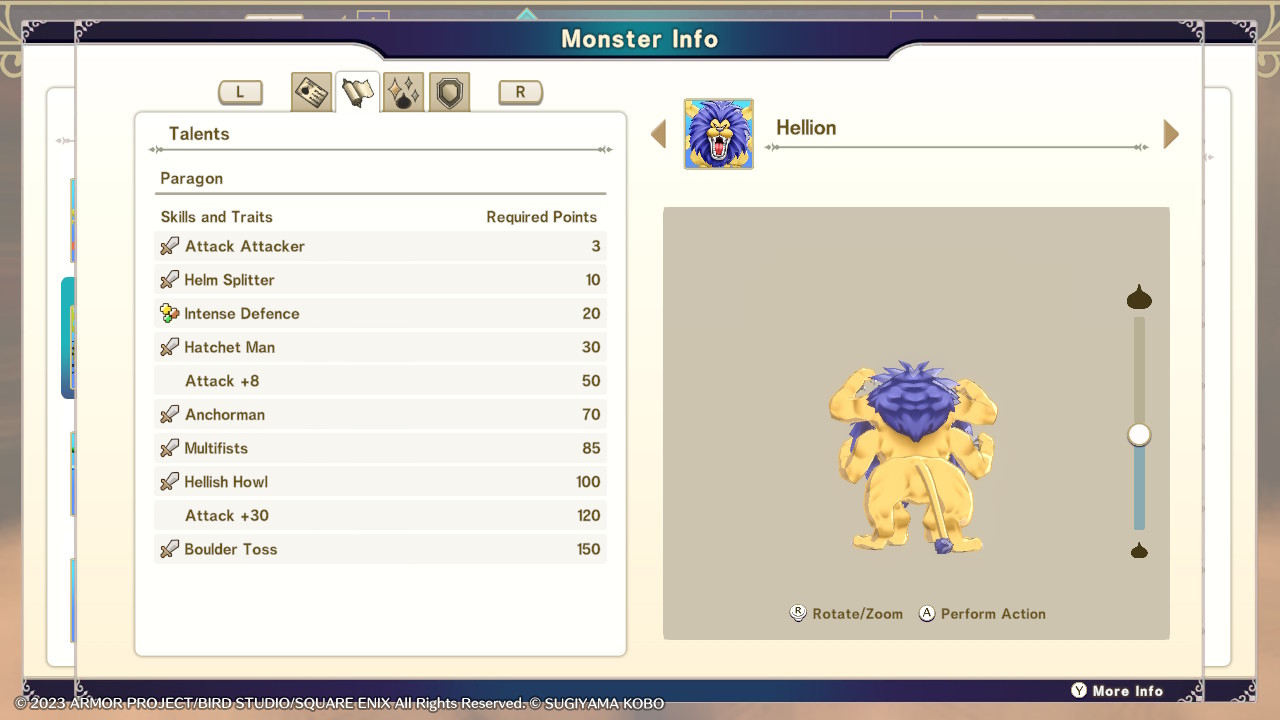 Monster Info
L
R
Talents
Hellion
Paragon
Skills and Traits Required Points
Attack Attacker 3
Helm Splitter 10
Intense Defence 20
Hatchet Man 30
Attack +8 50
Anchorman 70
Multifists 85
Hellish Howl 100
Attack +30 120
Boulder Toss 150
R Rotate/Zoom A Perform Action
Y More Info
© 2023 ARMOR PROJECT/BIRD STUDIO/SQUARE ENIX All Rights Reserved. © SUGIYAMA KOBO